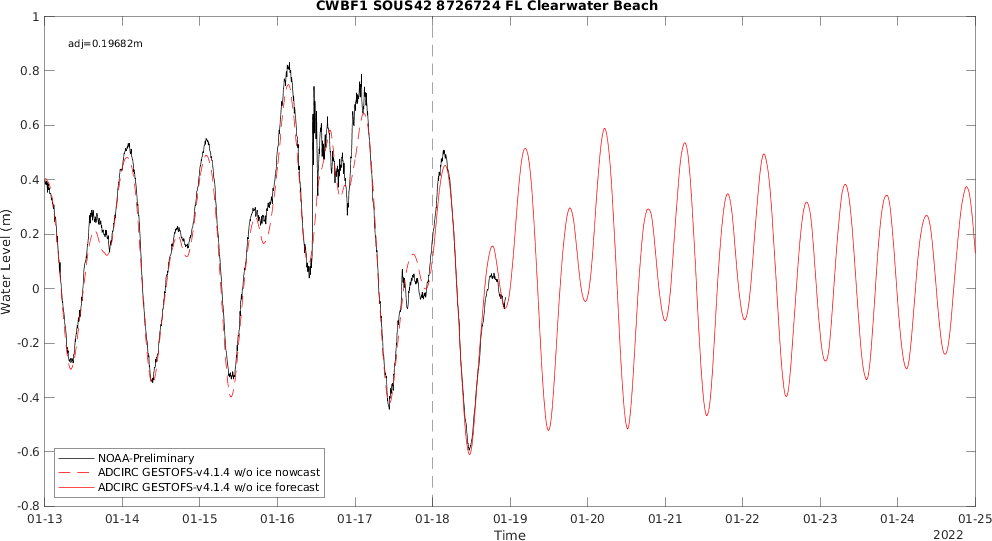 CWBF1 SOUS42 8726724 FL Clearwater Beach
adj=0.19682m
1
0.8
0.6
0.4
0.2
0
-0.2
-0.4
-0.6
-0.8
Water Level (m)
NOAA-Preliminary
ADCIRC GESTOFS-v4.1.4 w/o ice nowcast
ADCIRC GESTOFS-v4.1.4 w/o ice forecast
01-13 01-14 01-15 01-16 01-17 01-18 01-19 01-20 01-21 01-22 01-23 01-24 01-25
Time
2022